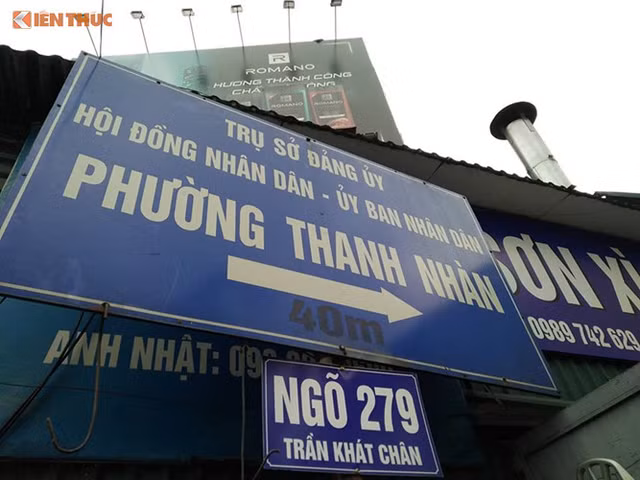 KIẾN THỨC
ROMANO
HƯƠNG THÀNH CÔNG
TRỤ SỞ ĐẢNG ỦY
HỘI ĐỒNG NHÂN DÂN - ỦY BAN NHÂN DÂN
PHƯỜNG THANH NHÀN
40m
SƠN XÌ
0989 742 629
ANH NHẬT:
NGÕ 279
TRẦN KHÁT CHÂN